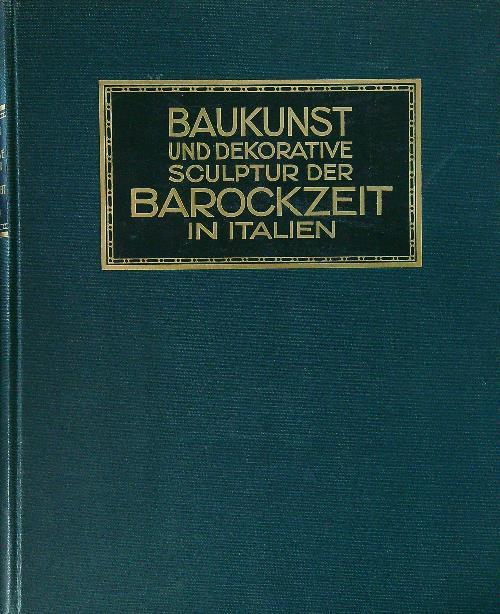 BAUKUNST
UND DEKORATIVE
SCULPTUR DER
BAROCKZEIT
IN ITALIEN